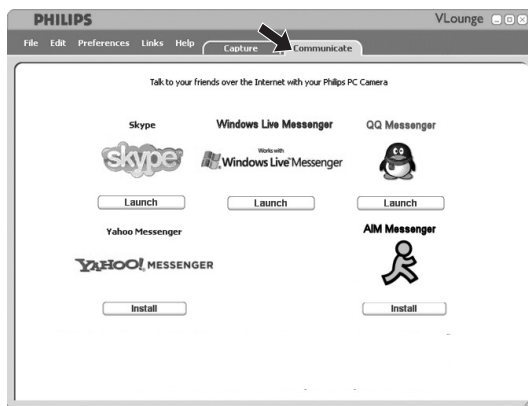 PHILIPS VLounge
File Edit Preferences Links Help Capture Communicate
Talk to your friends over the Internet with your Philips PC Camera
Skype Windows Live Messenger QQ Messenger
skype
Works with
Windows Live™ Messenger
Launch Launch Launch
Yahoo Messenger AIM Messenger
YAHOO! MESSENGER
Install Install